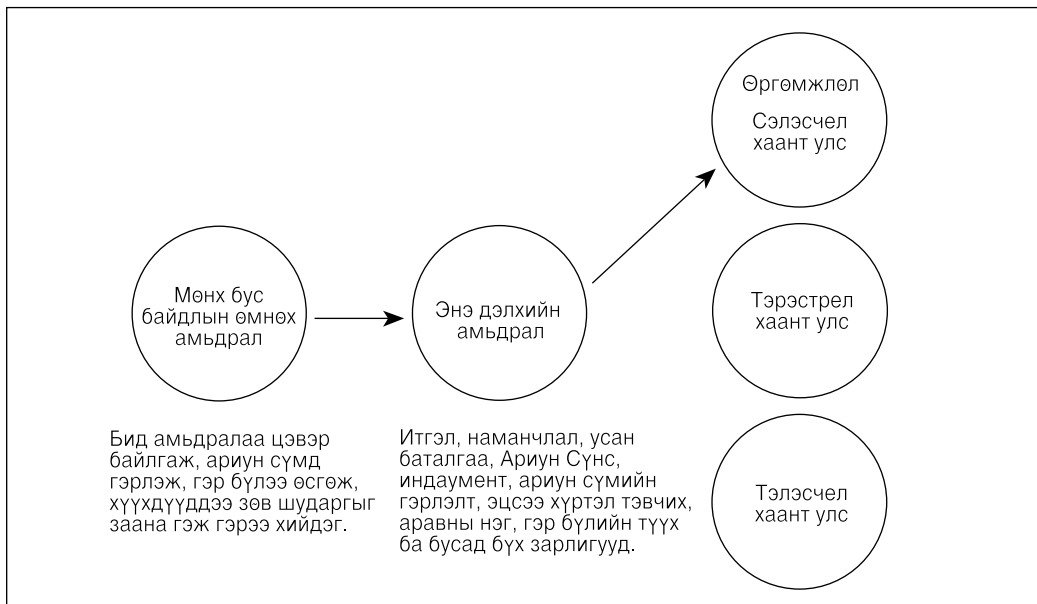 Мөнх бус
байдлын өмнөх
амьдрал
Бид амьдралаа цэвэр
байлгаж, ариун сүмд
гэрлэж, гэр бүлээ өсгөж,
хүүхдүүддээ зөв шударгыг
заана гэж гэрээ хийдэг.
Энэ дэлхийн
амьдрал
Итгэл, наманчлал, усан
баталгаа, Ариун Сүнс,
индаумент, ариун сүмийн
гэрлэлт, эцсээ хүртэл тэвчих,
аравны нэг, гэр бүлийн түүх
ба бусад бүх зарлигууд.
Өргөмжлөл
Сэлэсчел
хаант улс
Тэрэстрел
хаант улс
Тэлэсчел
хаант улс